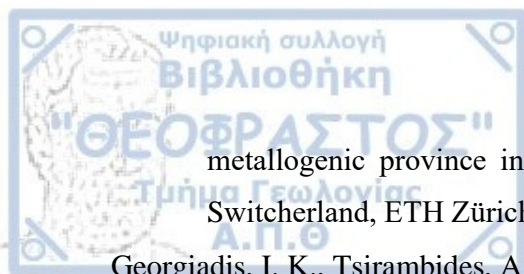 Ψηφιακή συλλογή
Βιβλιοθήκη
"ΘΕΟΦΡΑΣΤΟΣ"
metallogenic province in
Τμήμα Γεωλογίας
Switcherland, ETH Zürich
Α.Π.Θ
Georgiadis, I. K., Tsirambides, A